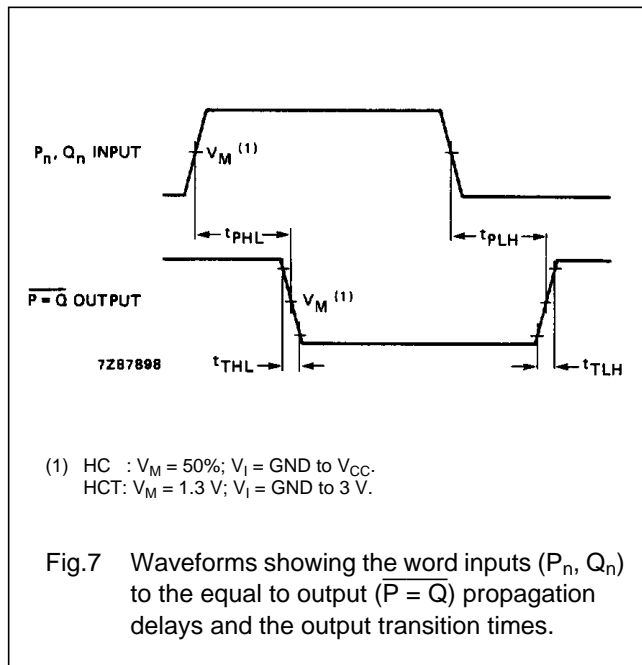 Pn, Qn INPUT
VM (1)
tPHL
tPLH
P = Q OUTPUT
VM (1)
7Z87898
tTHL
tTLH
(1) HC : VM = 50%; VI = GND to VCC.
HCT: VM = 1.3 V; VI = GND to 3 V.
Fig.7 Waveforms showing the word inputs (Pn, Qn)
to the equal to output (P = Q) propagation
delays and the output transition times.